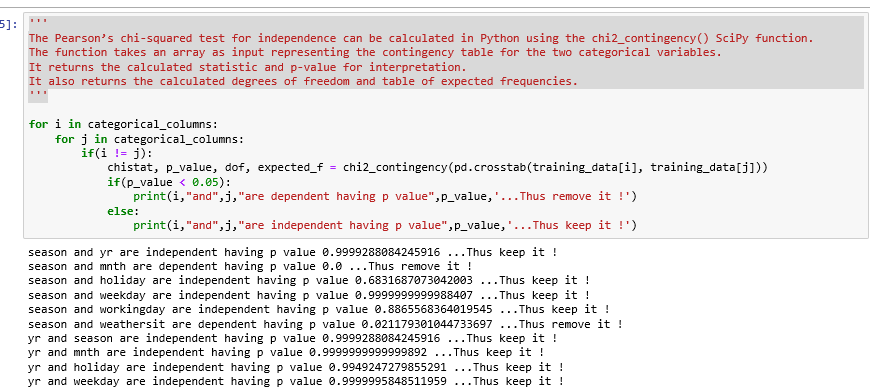 5]: '''
The Pearson’s chi-squared test for independence can be calculated in Python using the chi2_contingency() SciPy function.
The function takes an array as input representing the contingency table for the two categorical variables.
It returns the calculated statistic and p-value for interpretation.
It also returns the calculated degrees of freedom and table of expected frequencies.
'''
for i in categorical_columns:
    for j in categorical_columns:
        if(i != j):
            chistat, p_value, dof, expected_f = chi2_contingency(pd.crosstab(training_data[i], training_data[j]))
            if(p_value < 0.05):
                print(i,"and",j,"are dependent having p value",p_value,'...Thus remove it !')
            else:
                print(i,"and",j,"are independent having p value",p_value,'...Thus keep it !')
season and yr are independent having p value 0.9999288084245916 ...Thus keep it !
season and mnth are dependent having p value 0.0 ...Thus remove it !
season and holiday are independent having p value 0.6831687073042003 ...Thus keep it !
season and weekday are independent having p value 0.9999999999988407 ...Thus keep it !
season and workingday are independent having p value 0.8865568364019545 ...Thus keep it !
season and weathersit are dependent having p value 0.021179301044733697 ...Thus remove it !
yr and season are independent having p value 0.9999288084245916 ...Thus keep it !
yr and mnth are independent having p value 0.9999999999999892 ...Thus keep it !
yr and holiday are independent having p value 0.9949247279855291 ...Thus keep it !
yr and weekday are independent having p value 0.9999995848511959 ...Thus keep it !